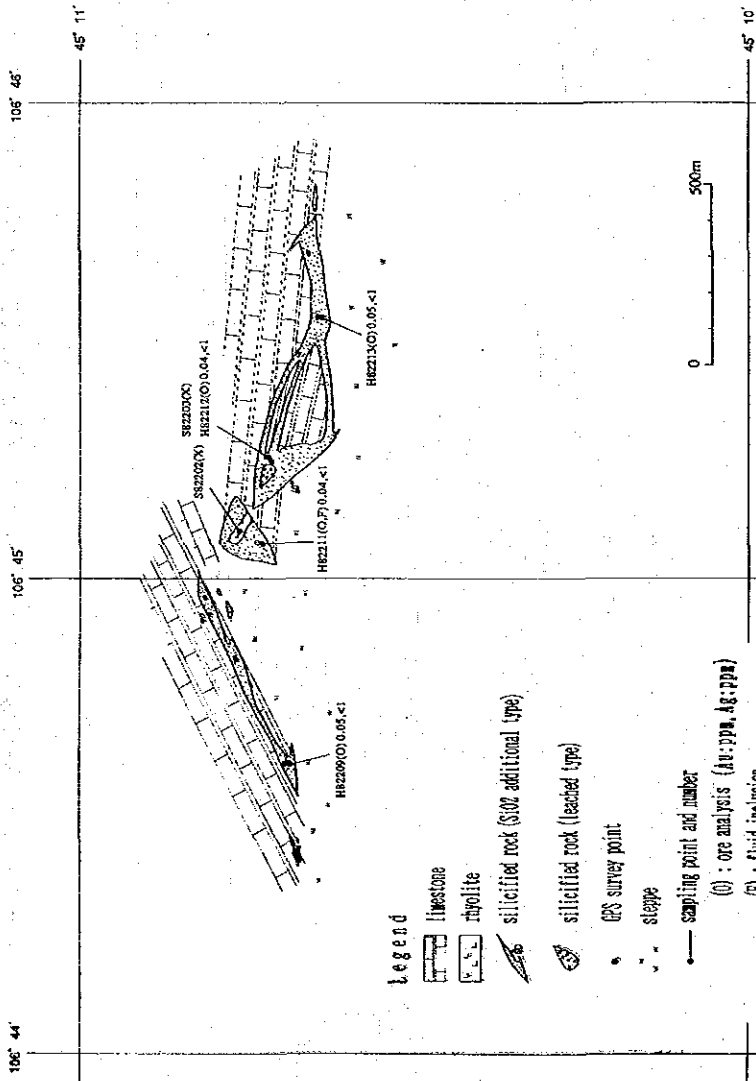 106° 44'
106° 45'
106° 46'
45° 11'
45° 10'
S82202(X)
S82203(X)
H82212(O) 0.04,<1
H82211(O,F) 0.04,<1
H82213(O) 0.05,<1
H82209(O) 0.05,<1
0
500m
Legend
limestone
rhyolite
silicified rock (SiO2 additional type)
silicified rock (leached type)
GPS survey point
steppe
sampling point and number
(O) : ore analysis (Au:ppm, Ag:ppm)
(F) : fluid inclusion